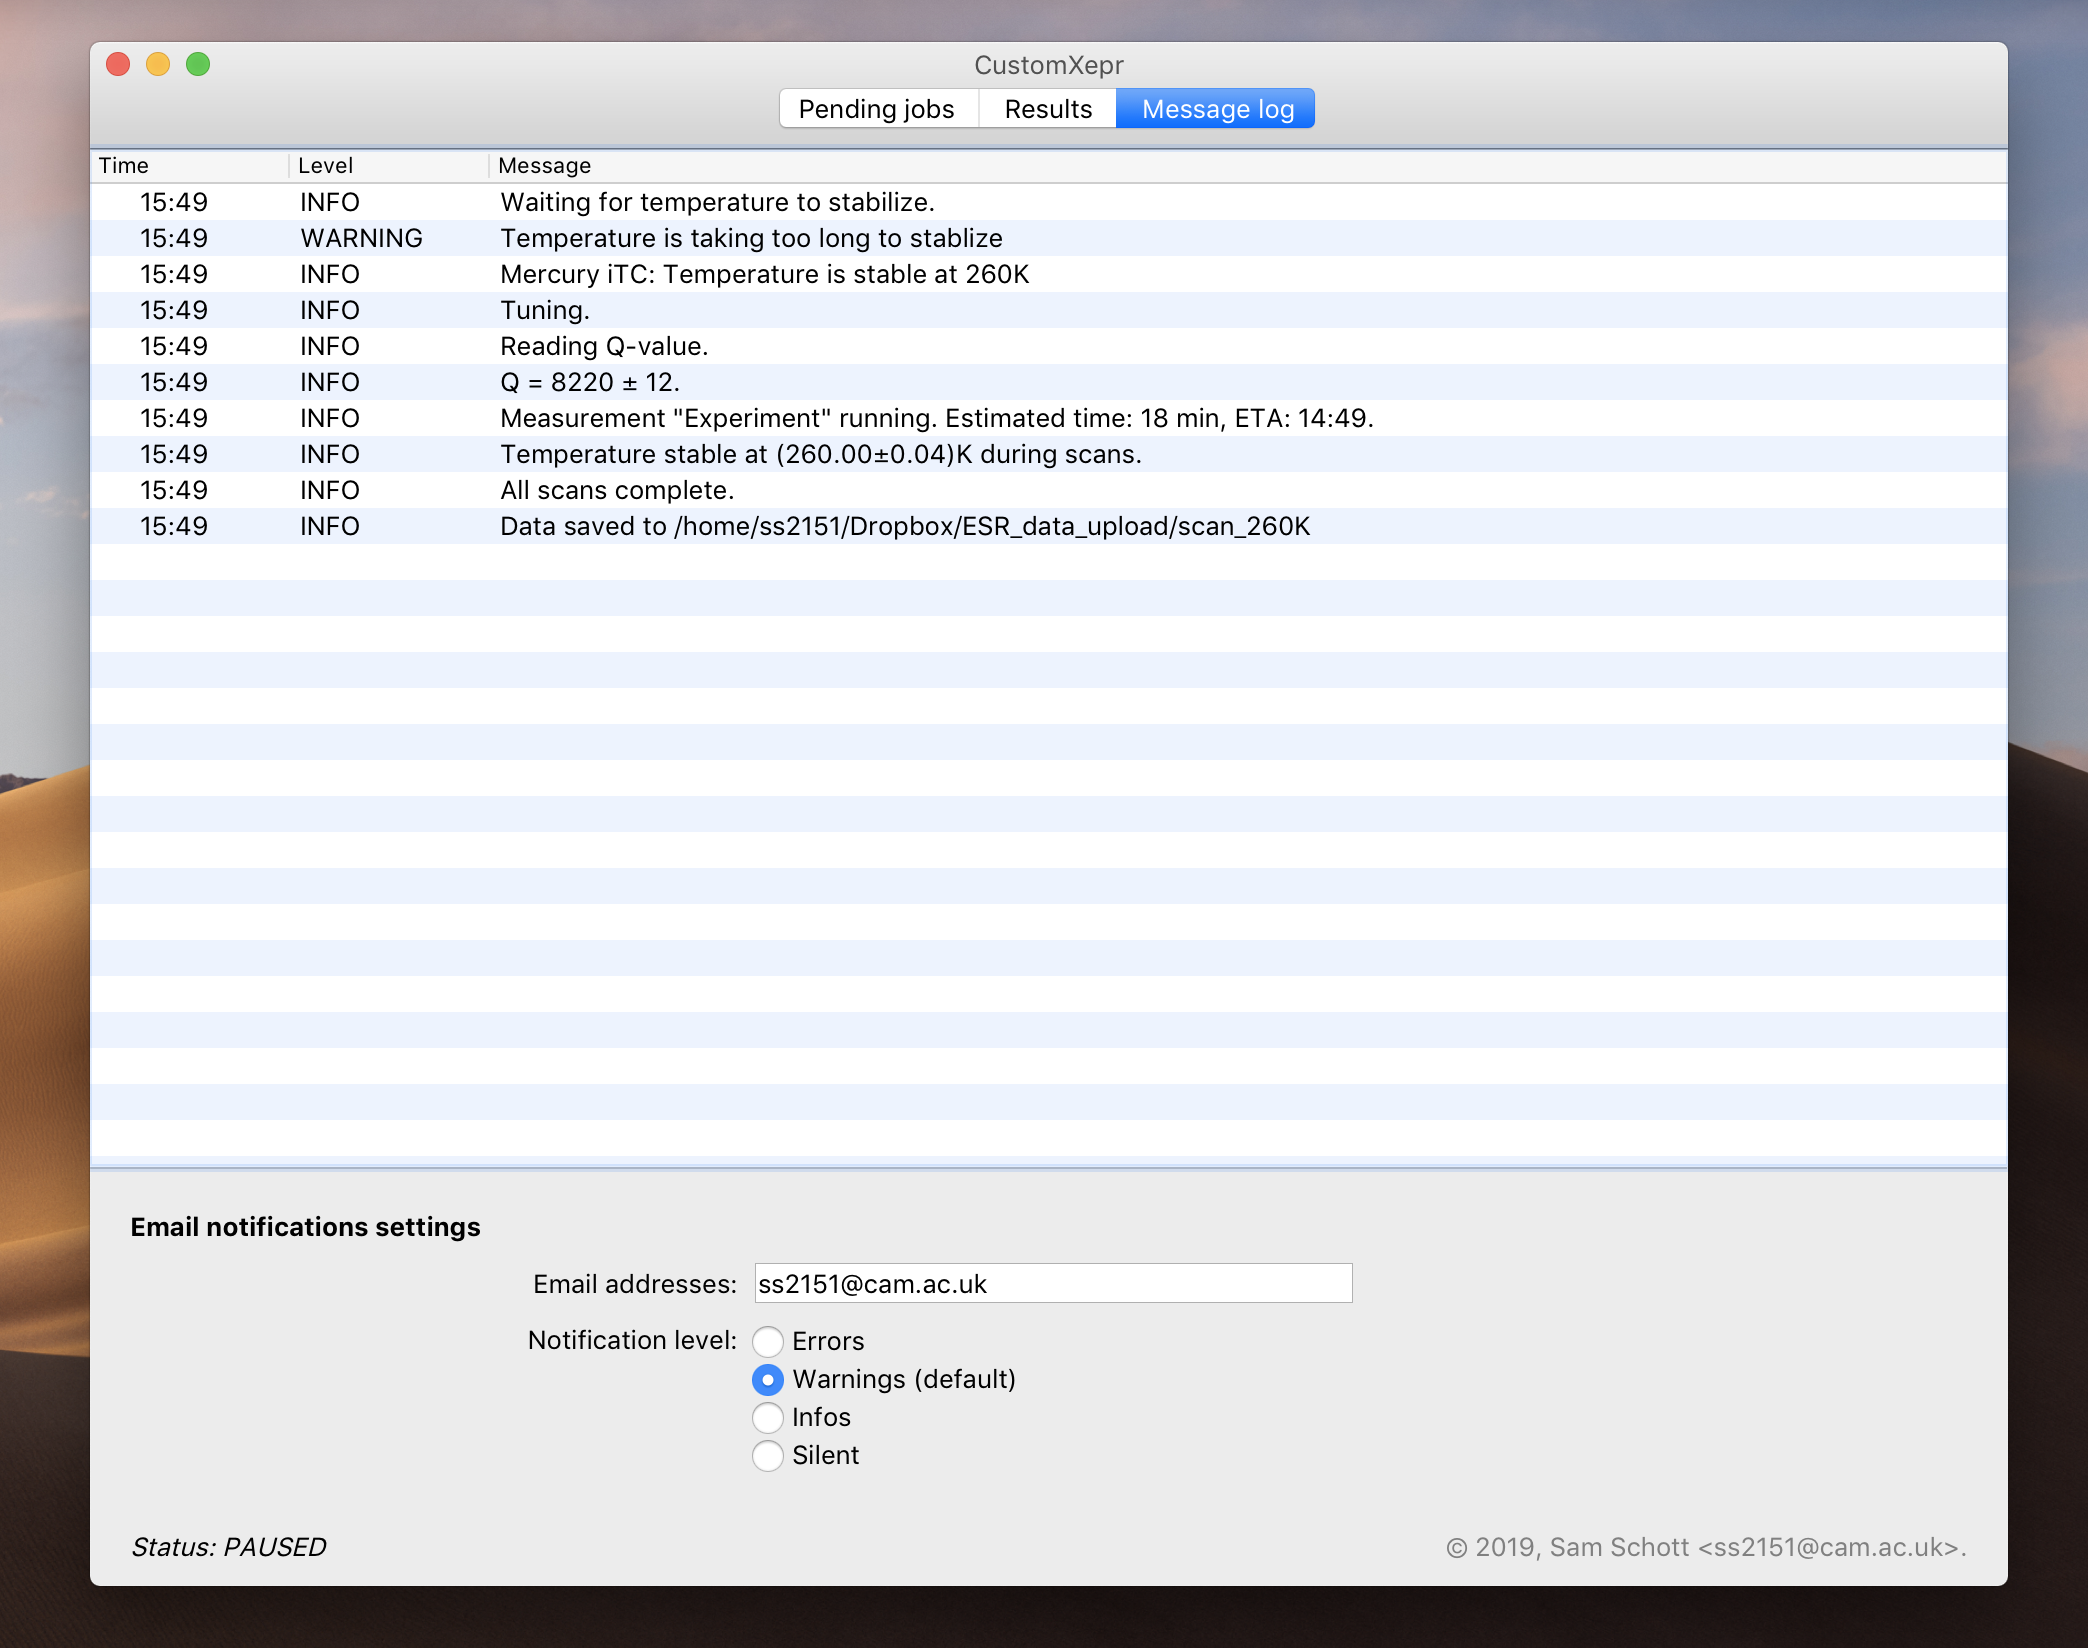 CustomXepr
Pending jobs Results Message log
Time Level Message
15:49 INFO Waiting for temperature to stabilize.
15:49 WARNING Temperature is taking too long to stablize
15:49 INFO Mercury iTC: Temperature is stable at 260K
15:49 INFO Tuning.
15:49 INFO Reading Q-value.
15:49 INFO Q = 8220 ± 12.
15:49 INFO Measurement "Experiment" running. Estimated time: 18 min, ETA: 14:49.
15:49 INFO Temperature stable at (260.00±0.04)K during scans.
15:49 INFO All scans complete.
15:49 INFO Data saved to /home/ss2151/Dropbox/ESR_data_upload/scan_260K
Email notifications settings
Email addresses: ss2151@cam.ac.uk
Notification level: Errors
Warnings (default)
Infos
Silent
Status: PAUSED © 2019, Sam Schott <ss2151@cam.ac.uk>.